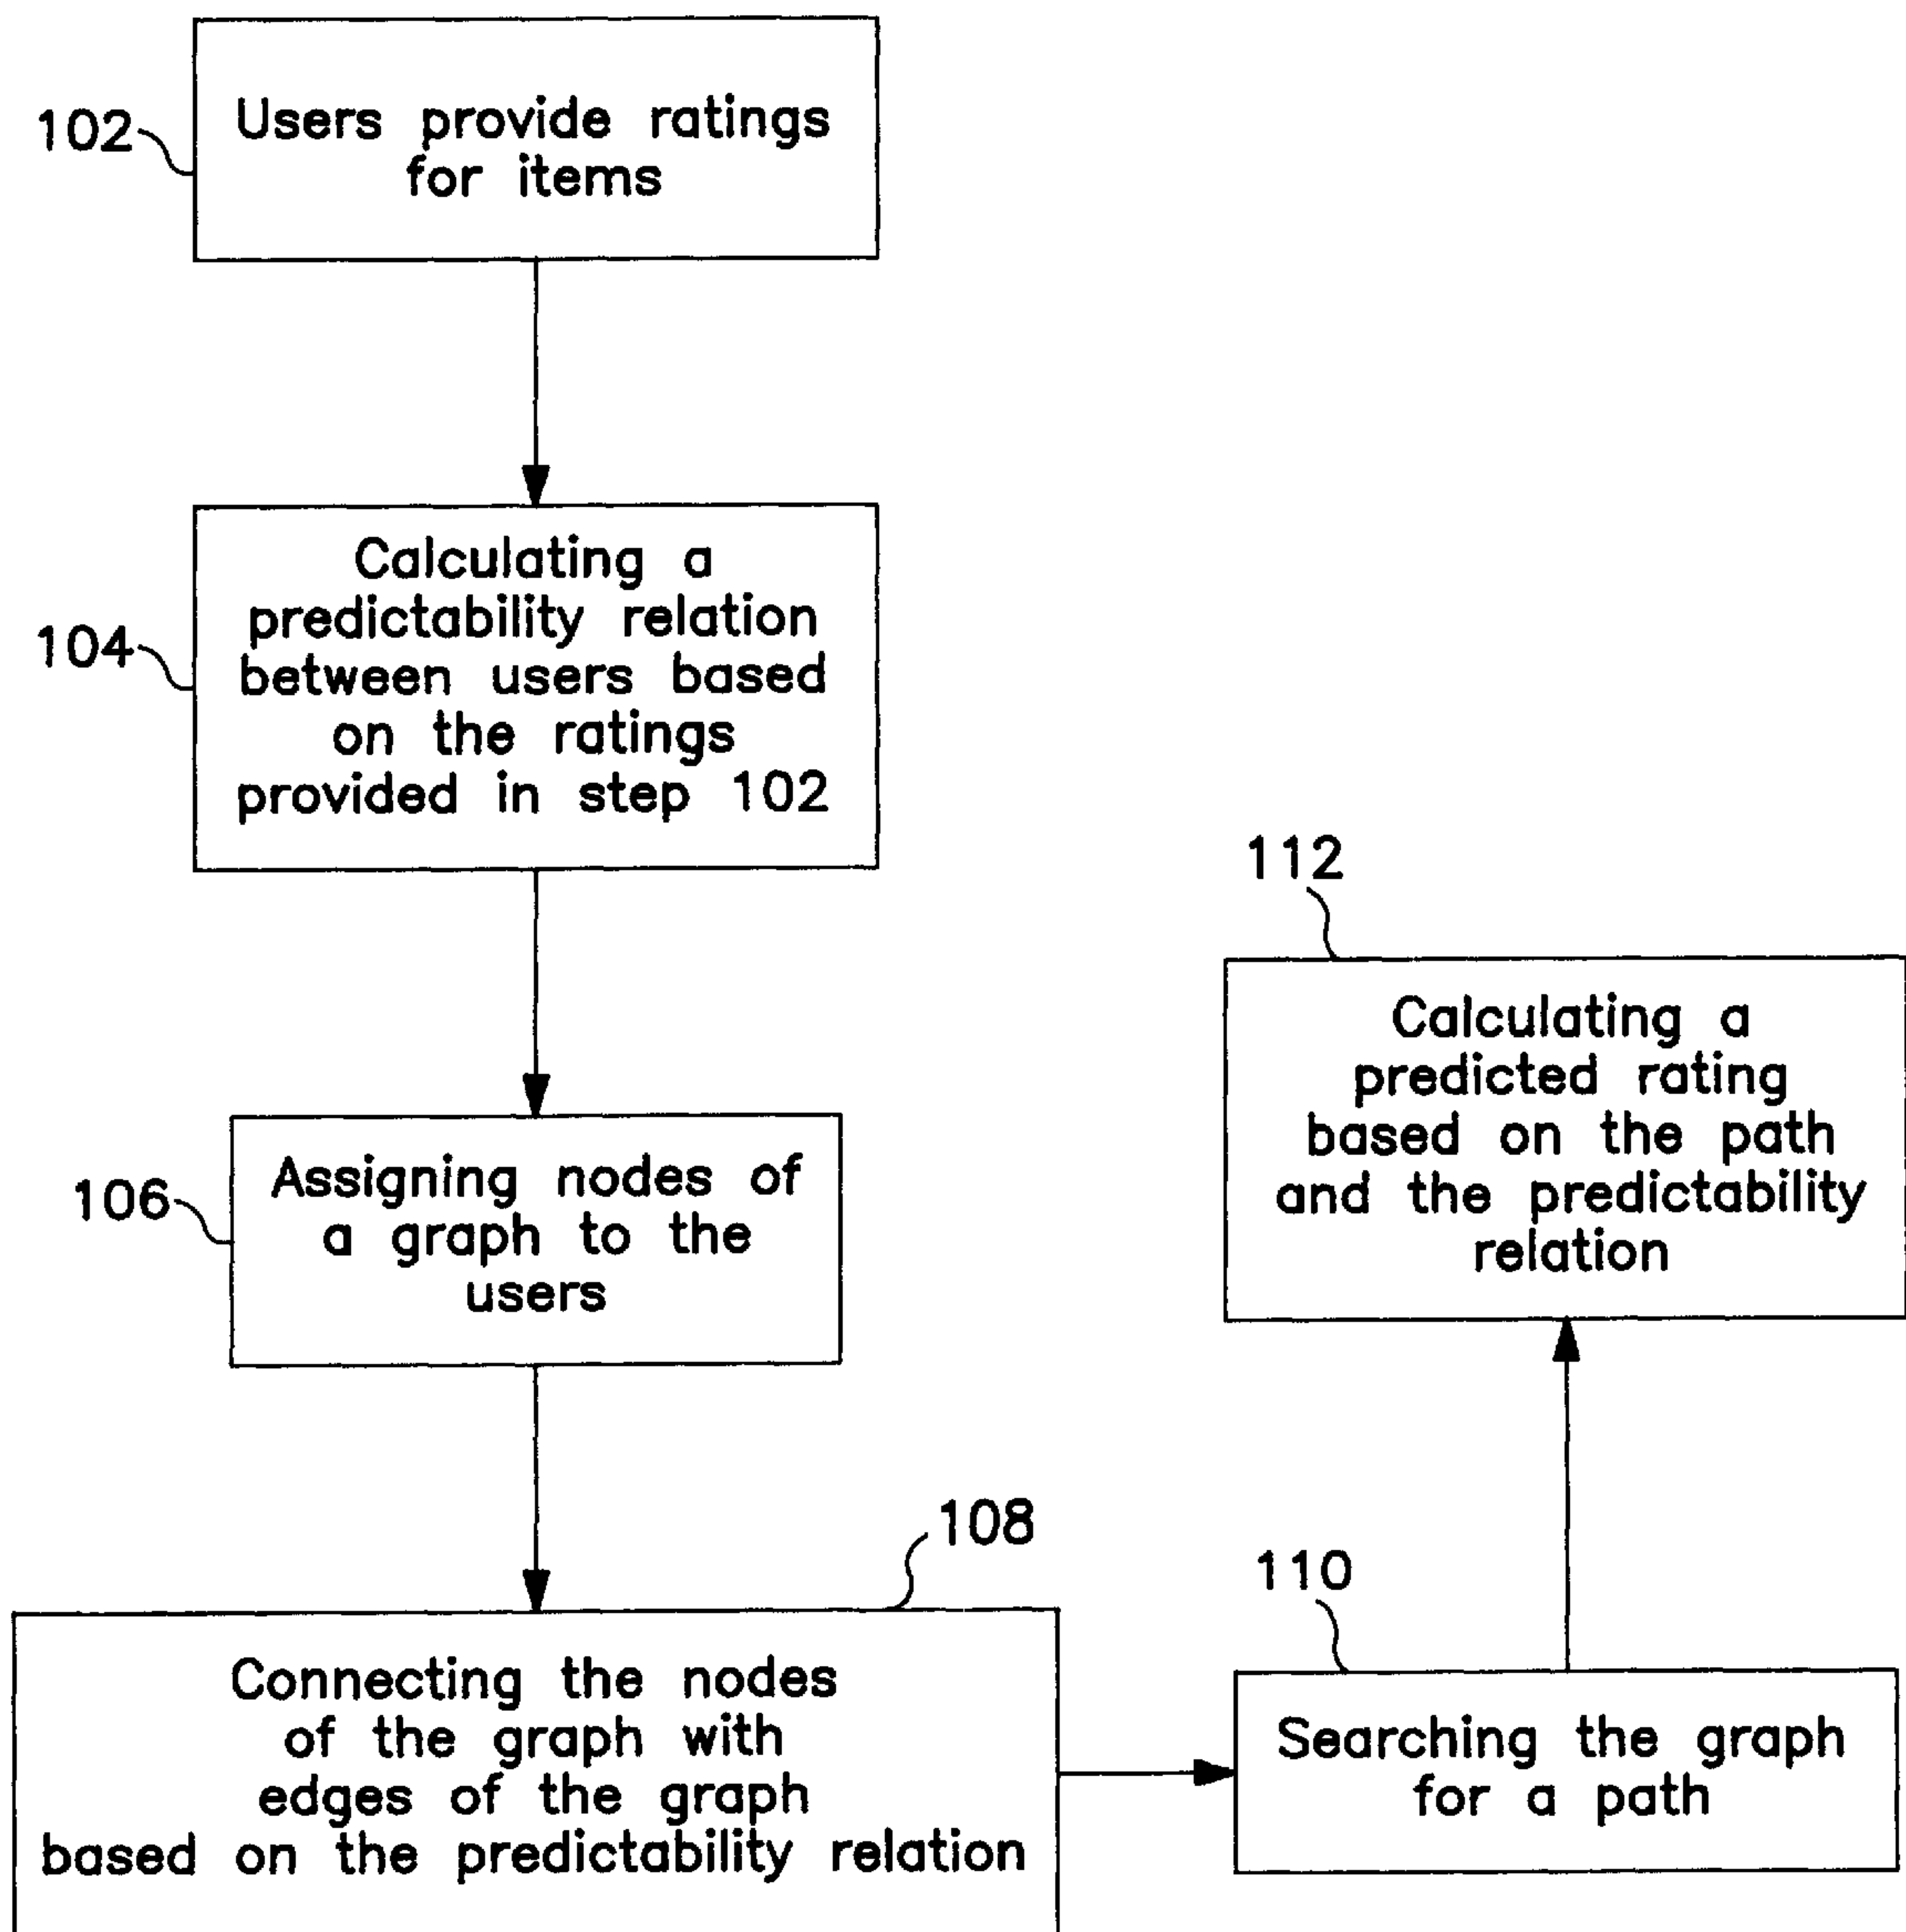 102
Users provide ratings
for items
104
Calculating a
predictability relation
between users based
on the ratings
provided in step 102
106
Assigning nodes of
a graph to the
users
108
Connecting the nodes
of the graph with
edges of the graph
based on the predictability relation
110
Searching the graph
for a path
112
Calculating a
predicted rating
based on the path
and the predictability
relation